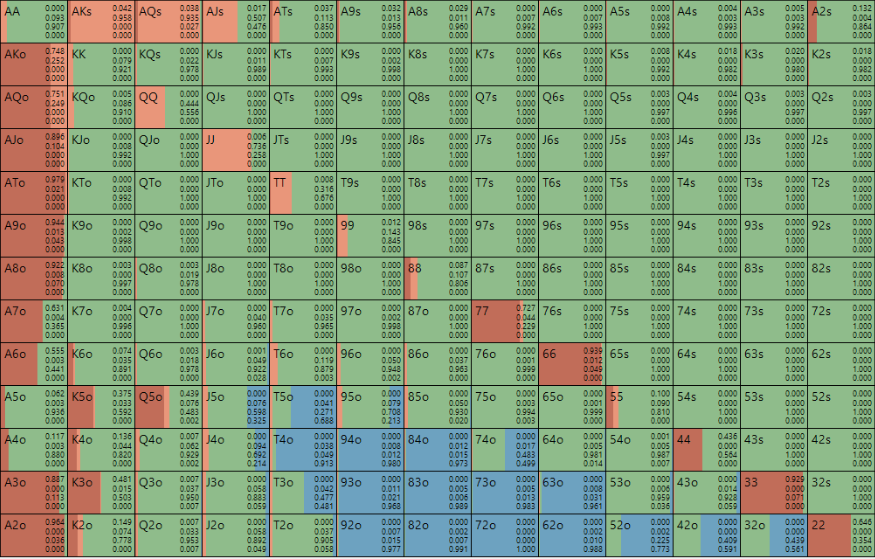 AA 0.000 0.093 0.907 0.000
AKs 0.042 0.958 0.000 0.000
AQs 0.038 0.935 0.027 0.000
AJs 0.017 0.507 0.476 0.000
ATs 0.037 0.113 0.850 0.000
A9s 0.032 0.013 0.956 0.000
A8s 0.029 0.011 0.960 0.000
A7s 0.000 0.007 0.993 0.000
A6s 0.000 0.007 0.993 0.000
A5s 0.000 0.008 0.992 0.000
A4s 0.004 0.003 0.993 0.000
A3s 0.005 0.003 0.992 0.000
A2s 0.132 0.004 0.864 0.000
AKo 0.748 0.252 0.000 0.000
KK 0.000 0.079 0.921 0.000
KQs 0.000 0.022 0.978 0.000
KJs 0.000 0.011 0.989 0.000
KTs 0.000 0.007 0.993 0.000
K9s 0.000 0.002 0.998 0.000
K8s 0.000 0.000 1.000 0.000
K7s 0.000 0.000 1.000 0.000
K6s 0.000 0.000 1.000 0.000
K5s 0.000 0.008 0.992 0.000
K4s 0.000 0.018 0.982 0.000
K3s 0.000 0.020 0.980 0.000
K2s 0.000 0.018 0.982 0.000
AQo 0.751 0.249 0.000 0.000
KQo 0.005 0.086 0.910 0.000
QQ 0.000 0.444 0.556 0.000
QJs 0.000 0.000 1.000 0.000
QTs 0.000 0.000 1.000 0.000
Q9s 0.000 0.000 1.000 0.000
Q8s 0.000 0.000 1.000 0.000
Q7s 0.000 0.000 1.000 0.000
Q6s 0.000 0.000 1.000 0.000
Q5s 0.000 0.003 0.997 0.000
Q4s 0.000 0.004 0.996 0.000
Q3s 0.000 0.003 0.997 0.000
Q2s 0.000 0.003 0.997 0.000
AJo 0.896 0.104 0.000 0.000
KJo 0.000 0.008 0.992 0.000
QJo 0.000 0.000 1.000 0.000
JJ 0.006 0.736 0.258 0.000
JTs 0.000 0.000 1.000 0.000
J9s 0.000 0.000 1.000 0.000
J8s 0.000 0.000 1.000 0.000
J7s 0.000 0.000 1.000 0.000
J6s 0.000 0.000 1.000 0.000
J5s 0.000 0.003 0.997 0.000
J4s 0.000 0.000 1.000 0.000
J3s 0.000 0.000 1.000 0.000
J2s 0.000 0.000 1.000 0.000
ATo 0.979 0.021 0.000 0.000
KTo 0.000 0.008 0.992 0.000
QTo 0.000 0.000 1.000 0.000
JTo 0.000 0.000 1.000 0.000
TT 0.008 0.316 0.676 0.000
T9s 0.000 0.000 1.000 0.000
T8s 0.000 0.000 1.000 0.000
T7s 0.000 0.000 1.000 0.000
T6s 0.000 0.000 1.000 0.000
T5s 0.000 0.000 1.000 0.000
T4s 0.000 0.000 1.000 0.000
T3s 0.000 0.000 1.000 0.000
T2s 0.000 0.000 1.000 0.000
A9o 0.944 0.013 0.043 0.000
K9o 0.000 0.002 0.998 0.000
Q9o 0.000 0.000 1.000 0.000
J9o 0.000 0.000 1.000 0.000
T9o 0.000 0.000 1.000 0.000
99 0.012 0.143 0.845 0.000
98s 0.000 0.000 1.000 0.000
97s 0.000 0.000 1.000 0.000
96s 0.000 0.000 1.000 0.000
95s 0.000 0.000 1.000 0.000
94s 0.000 0.000 1.000 0.000
93s 0.000 0.000 1.000 0.000
92s 0.000 0.000 1.000 0.000
A8o 0.922 0.008 0.070 0.000
K8o 0.000 0.003 0.997 0.000
Q8o 0.003 0.019 0.978 0.000
J8o 0.000 0.000 1.000 0.000
T8o 0.000 0.000 1.000 0.000
98o 0.000 0.000 1.000 0.000
88 0.087 0.107 0.806 0.000
87s 0.000 0.000 1.000 0.000
86s 0.000 0.000 1.000 0.000
85s 0.000 0.000 1.000 0.000
84s 0.000 0.000 1.000 0.000
83s 0.000 0.000 1.000 0.000
82s 0.000 0.000 1.000 0.000
A7o 0.631 0.004 0.365 0.000
K7o 0.004 0.000 0.996 0.000
Q7o 0.000 0.000 1.000 0.000
J7o 0.000 0.040 0.960 0.000
T7o 0.000 0.035 0.965 0.000
97o 0.000 0.002 0.998 0.000
87o 0.000 0.000 1.000 0.000
77 0.727 0.044 0.229 0.000
76s 0.000 0.000 1.000 0.000
75s 0.000 0.000 1.000 0.000
74s 0.000 0.000 1.000 0.000
73s 0.000 0.000 1.000 0.000
72s 0.000 0.000 1.000 0.000
A6o 0.555 0.003 0.441 0.000
K6o 0.074 0.035 0.891 0.000
Q6o 0.003 0.018 0.978 0.000
J6o 0.001 0.049 0.922 0.028
T6o 0.000 0.119 0.879 0.003
96o 0.000 0.050 0.948 0.002
86o 0.000 0.037 0.963 0.000
76o 0.000 0.000 0.999 0.000
66 0.939 0.012 0.049 0.000
65s 0.000 0.000 1.000 0.000
64s 0.000 0.000 1.000 0.000
63s 0.000 0.000 1.000 0.000
62s 0.000 0.000 1.000 0.000
A5o 0.062 0.003 0.936 0.000
K5o 0.375 0.033 0.592 0.000
Q5o 0.439 0.076 0.483 0.002
J5o 0.000 0.076 0.598 0.325
T5o 0.000 0.041 0.271 0.688
95o 0.000 0.079 0.708 0.213
85o 0.000 0.050 0.930 0.020
75o 0.000 0.003 0.994 0.003
65o 0.000 0.001 0.999 0.000
55 0.100 0.090 0.810 0.000
54s 0.000 0.000 1.000 0.000
53s 0.000 0.000 1.000 0.000
52s 0.000 0.000 1.000 0.000
A4o 0.117 0.003 0.880 0.000
K4o 0.136 0.044 0.820 0.000
Q4o 0.007 0.062 0.929 0.002
J4o 0.000 0.094 0.692 0.214
T4o 0.000 0.038 0.049 0.913
94o 0.000 0.008 0.012 0.980
84o 0.000 0.012 0.015 0.973
74o 0.000 0.017 0.483 0.499
64o 0.000 0.005 0.981 0.014
54o 0.001 0.005 0.987 0.007
44 0.436 0.000 0.564 0.000
43s 0.000 0.000 1.000 0.000
42s 0.000 0.000 1.000 0.000
A3o 0.887 0.000 0.113 0.000
K3o 0.481 0.015 0.503 0.000
Q3o 0.000 0.037 0.950 0.012
J3o 0.000 0.058 0.883 0.059
T3o 0.000 0.042 0.477 0.481
93o 0.000 0.011 0.021 0.968
83o 0.000 0.005 0.006 0.989
73o 0.000 0.004 0.013 0.983
63o 0.000 0.008 0.031 0.961
53o 0.000 0.006 0.959 0.036
43o 0.000 0.014 0.928 0.058
33 0.929 0.000 0.071 0.000
32s 0.000 0.000 1.000 0.000
A2o 0.964 0.000 0.036 0.000
K2o 0.149 0.074 0.778 0.000
Q2o 0.000 0.033 0.953 0.007
J2o 0.000 0.058 0.892 0.049
T2o 0.000 0.037 0.905 0.058
92o 0.000 0.007 0.015 0.977
82o 0.000 0.002 0.007 0.991
72o 0.000 0.000 0.000 1.000
62o 0.000 0.002 0.010 0.988
52o 0.000 0.002 0.225 0.773
42o 0.000 0.000 0.409 0.591
32o 0.000 0.000 0.439 0.561
22 0.646 0.000 0.354 0.000